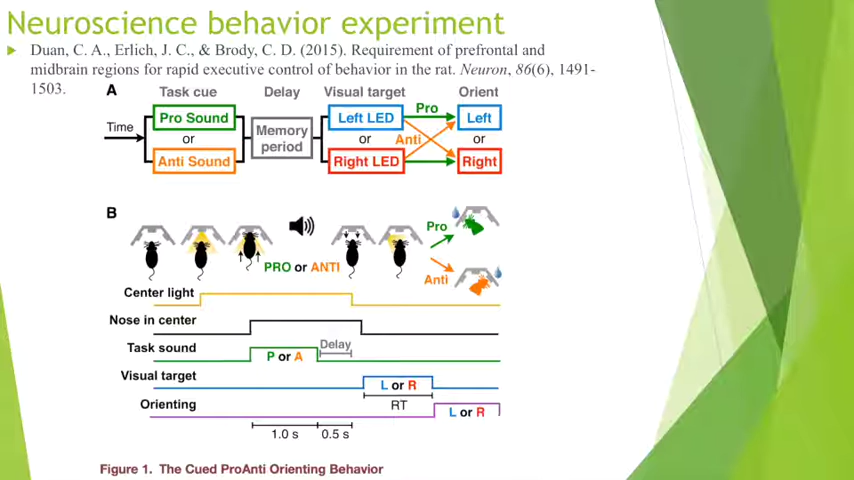 Neuroscience behavior experiment
Duan, C. A., Erlich, J. C., & Brody, C. D. (2015). Requirement of prefrontal and
midbrain regions for rapid executive control of behavior in the rat. Neuron, 86(6), 1491-
1503.
A Task cue Delay Visual target Orient
Pro
Pro Sound Left LED Left
Time or Memory period or Anti or
Anti Sound Right LED Right
B
Pro
PRO or ANTI
Anti
Center light
Nose in center
Task sound P or A Delay
Visual target L or R
Orienting RT L or R
1.0 s 0.5 s
Figure 1. The Cued ProAnti Orienting Behavior